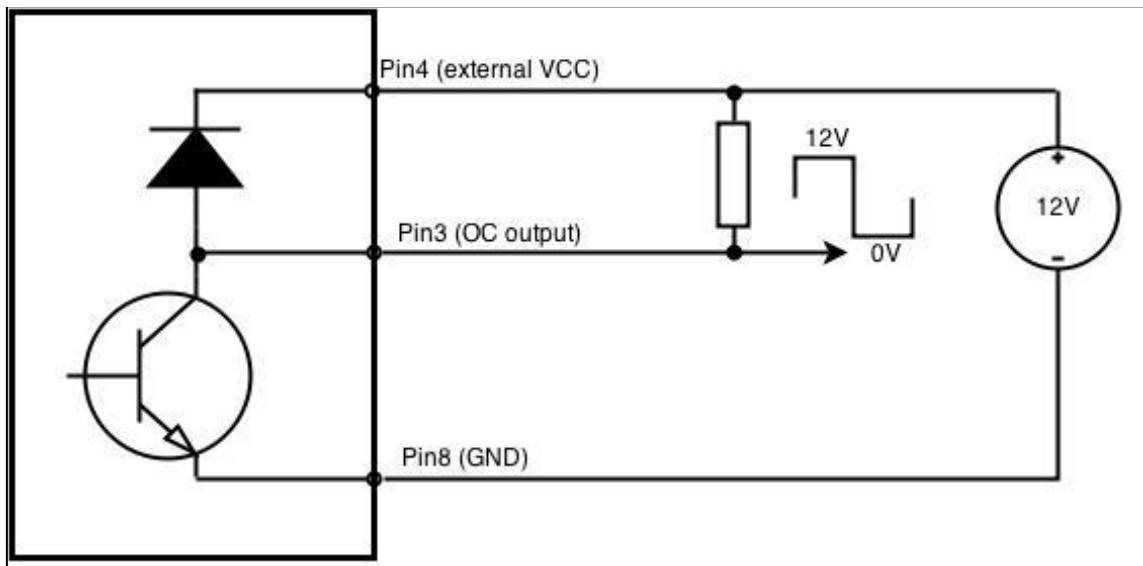 Pin4 (external VCC)
12V
12V
Pin3 (OC output)
0V
Pin8 (GND)